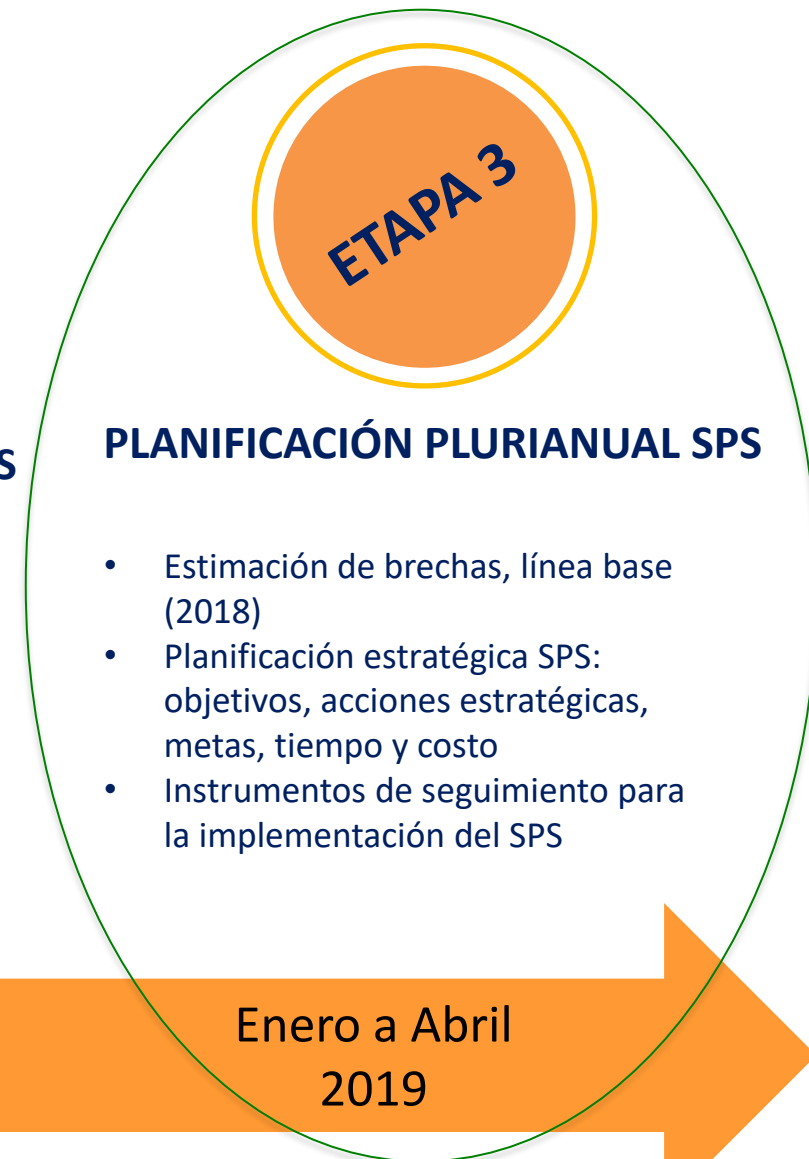 ETAPA 3
S
PLANIFICACIÓN PLURIANUAL SPS
• Estimación de brechas, línea base
(2018)
• Planificación estratégica SPS:
objetivos, acciones estratégicas,
metas, tiempo y costo
• Instrumentos de seguimiento para
la implementación del SPS
Enero a Abril
2019